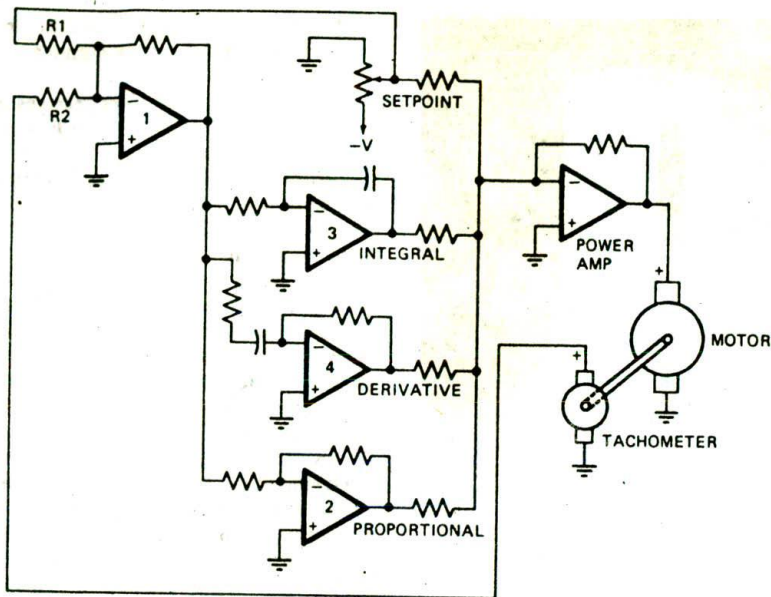 R1
R2
−
+
1
SETPOINT
−V
−
+
3
INTEGRAL
−
+
4
DERIVATIVE
−
+
2
PROPORTIONAL
−
+
POWER
AMP
+
MOTOR
+
TACHOMETER